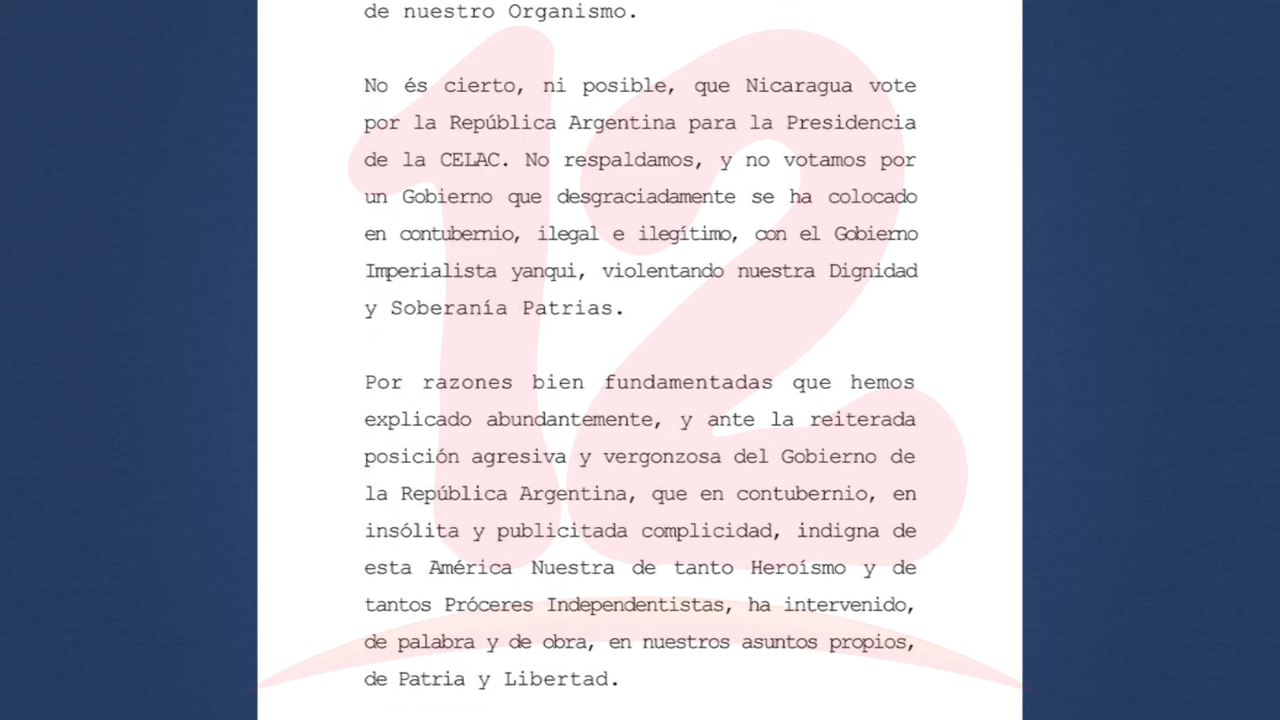 de nuestro Organismo.
No és cierto, ni posible, que Nicaragua vote
por la República Argentina para la Presidencia
de la CELAC. No respaldamos, y no votamos por
un Gobierno que desgraciadamente se ha colocado
en contubernio, ilegal e ilegítimo, con el Gobierno
Imperialista yanqui, violentando nuestra Dignidad
y Soberanía Patrias.
Por razones bien fundamentadas que hemos
explicado abundantemente, y ante la reiterada
posición agresiva y vergonzosa del Gobierno de
la República Argentina, que en contubernio, en
insólita y publicitada complicidad, indigna de
esta América Nuestra de tanto Heroísmo y de
tantos Próceres Independentistas, ha intervenido,
de palabra y de obra, en nuestros asuntos propios,
de Patria y Libertad.
12